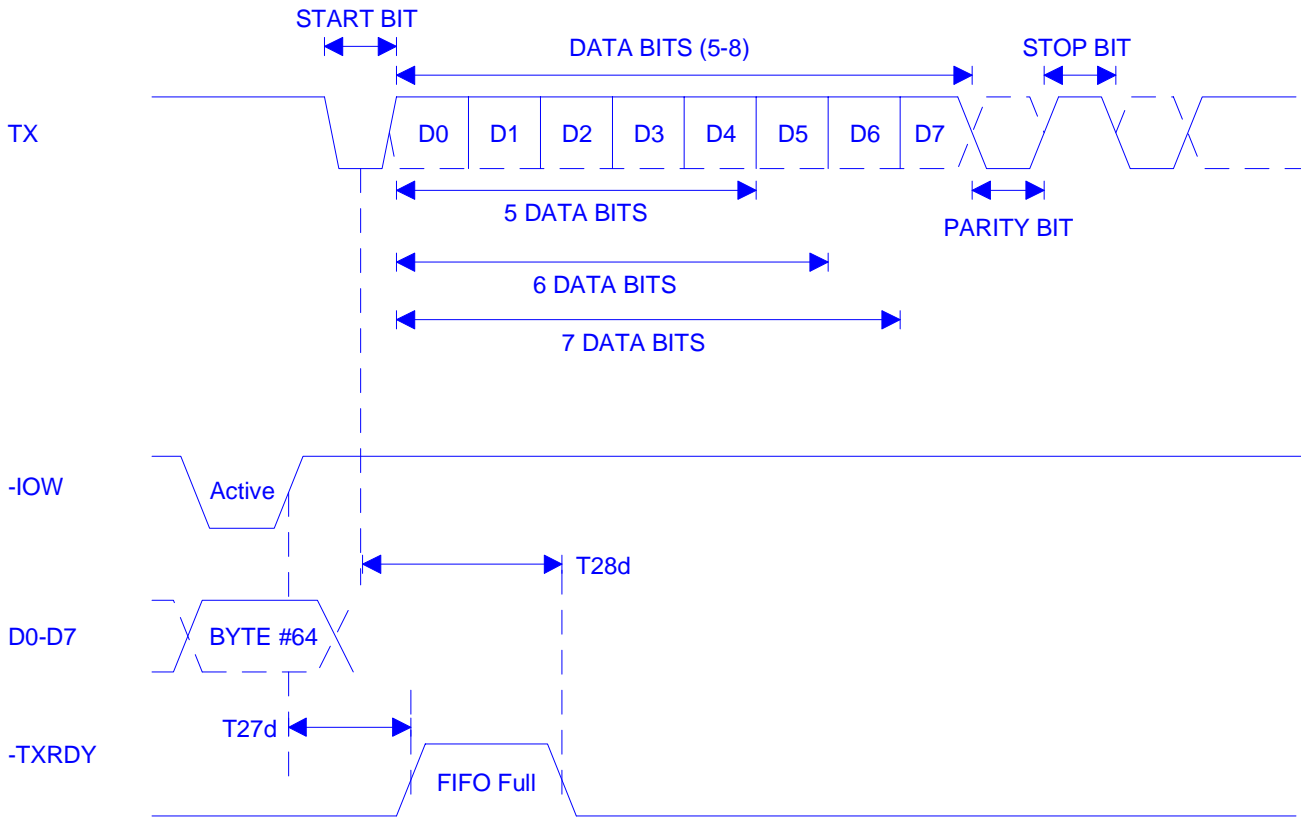 START BIT
DATA BITS (5-8)
STOP BIT
TX
D0 D1 D2 D3 D4 D5 D6 D7
5 DATA BITS
PARITY BIT
6 DATA BITS
7 DATA BITS
-IOW
Active
T28d
D0-D7
BYTE #64
T27d
-TXRDY
FIFO Full